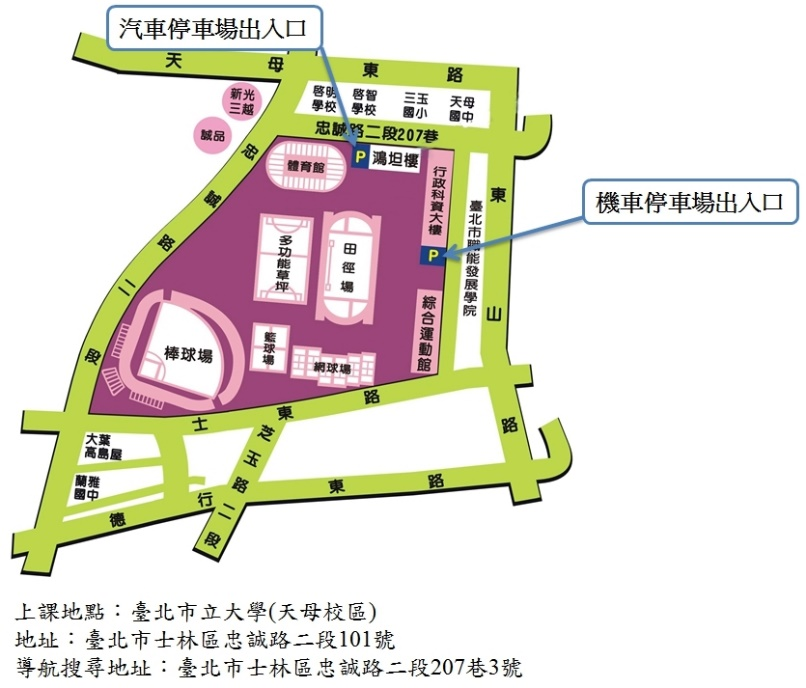 汽車停車場出入口
天母東路
新光
三越
啓明
學校
啓智
學校
三玉
國小
天母
國中
誠品
忠誠路二段207巷
忠誠路二段
體育館
P
鴻坦樓
行政科資大樓
東山路
機車停車場出入口
臺北市職能發展學院
多功能草坪
田徑場
P
綜合運動館
籃球場
棒球場
網球場
士東路
大葉
高島屋
芝玉路二段
蘭雅
國中
德行東路
上課地點：臺北市立大學(天母校區)
地址：臺北市士林區忠誠路二段101號
導航搜尋地址：臺北市士林區忠誠路二段207巷3號